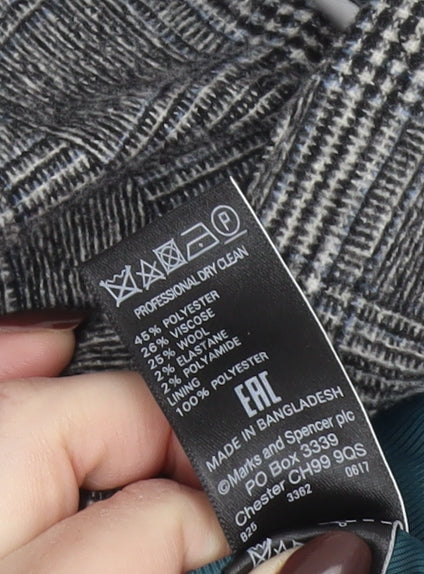 P
PROFESSIONAL DRY CLEAN
45% POLYESTER
26% VISCOSE
25% WOOL
2% ELASTANE
2% POLYAMIDE
LINING
100% POLYESTER
EAC
MADE IN BANGLADESH
©Marks and Spencer plc
PO Box 3339
Chester CH99 9QS
825 3362 0617